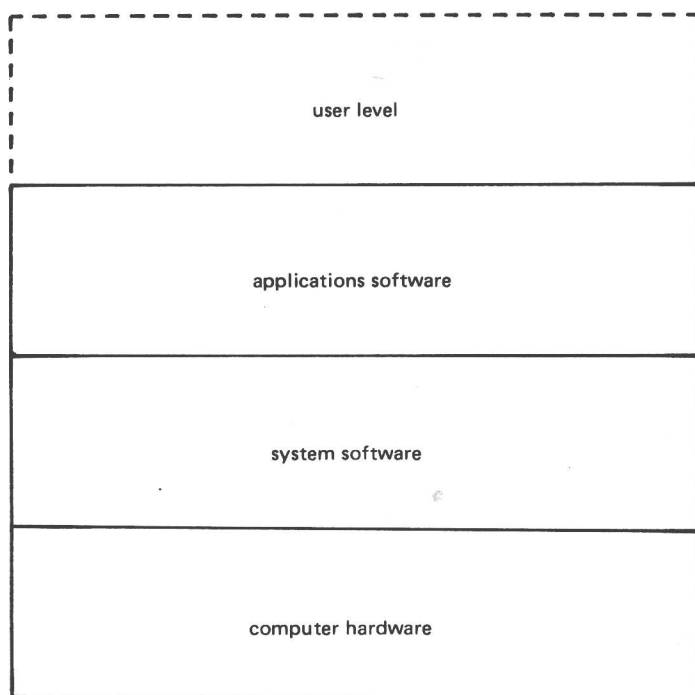 user level
applications software
system software
computer hardware